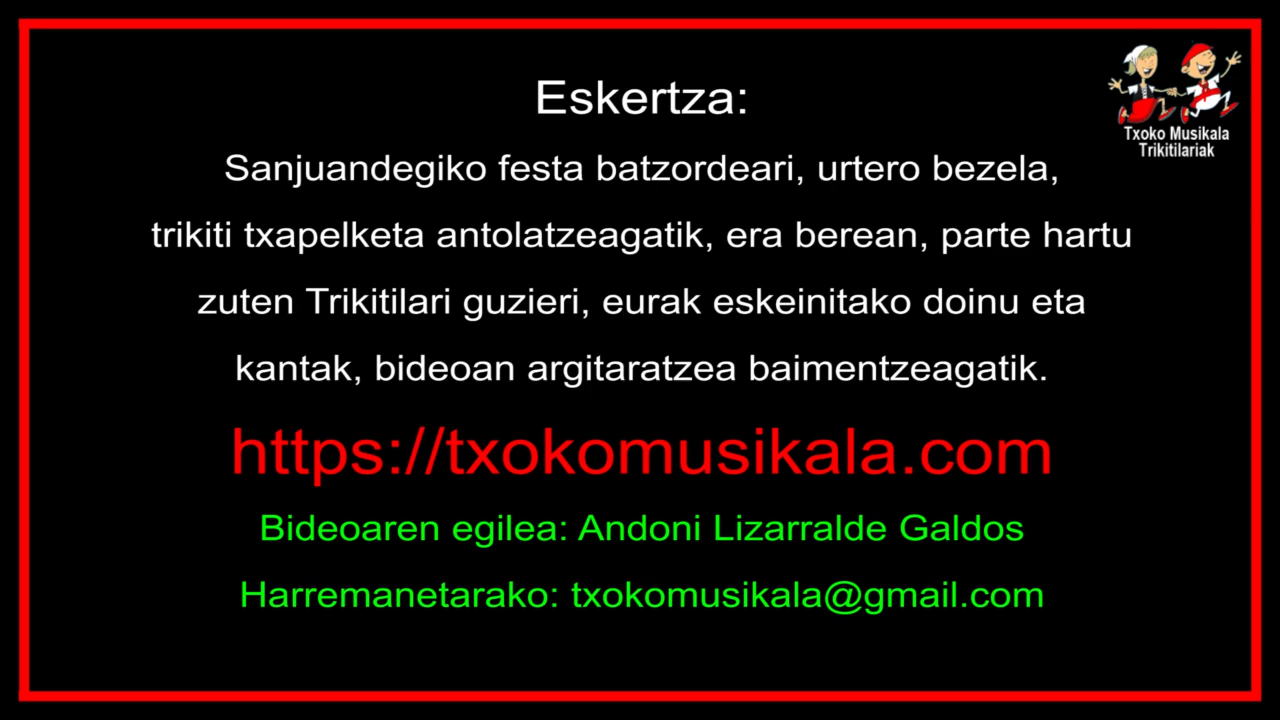 Eskertza:
Txoko Musikala
Trikitilariak
Sanjuandegiko festa batzordeari, urtero bezela,
trikiti txapelketa antolatzeagatik, era berean, parte hartu
zuten Trikitilari guzieri, eurak eskeinitako doinu eta
kantak, bideoan argitaratzea baimentzeagatik.
https://txokomusikala.com
Bideoaren egilea: Andoni Lizarralde Galdos
Harremanetarako: txokomusikala@gmail.com